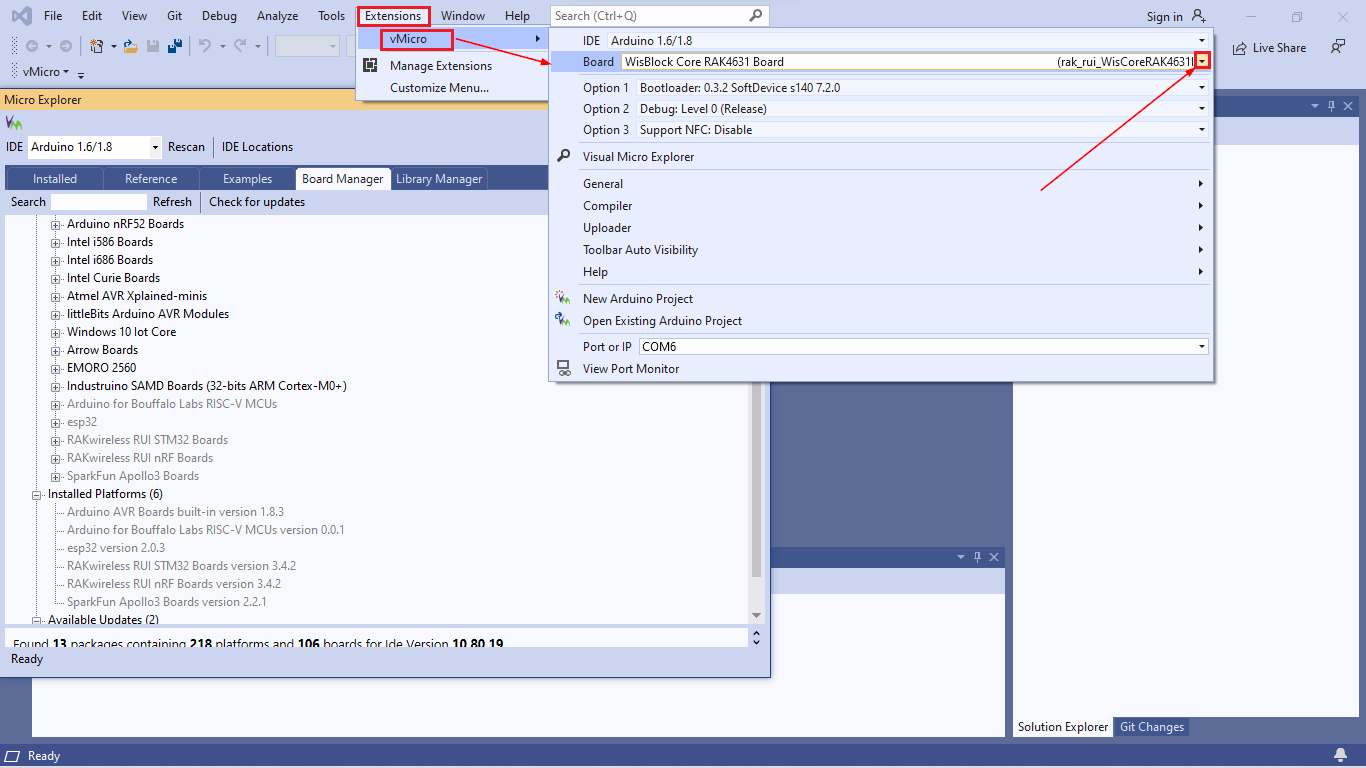 File Edit View Git Debug Analyze Tools Extensions Window Help Search (Ctrl+Q) Sign in
Live Share
vMicro
vMicro
Manage Extensions
Customize Menu...
IDE Arduino 1.6/1.8
Board WisBlock Core RAK4631 Board (rak_rui_WisCoreRAK4631
Option 1 Bootloader: 0.3.2 SoftDevice s140 7.2.0
Option 2 Debug: Level 0 (Release)
Option 3 Support NFC: Disable
Visual Micro Explorer
General
Compiler
Uploader
Toolbar Auto Visibility
Help
New Arduino Project
Open Existing Arduino Project
Port or IP COM6
View Port Monitor
Micro Explorer
IDE Arduino 1.6/1.8 Rescan IDE Locations
Installed Reference Examples Board Manager Library Manager
Search Refresh Check for updates
Arduino nRF52 Boards
Intel i586 Boards
Intel i686 Boards
Intel Curie Boards
Atmel AVR Xplained-minis
littleBits Arduino AVR Modules
Windows 10 Iot Core
Arrow Boards
EMORO 2560
Industruino SAMD Boards (32-bits ARM Cortex-M0+)
Arduino for Bouffalo Labs RISC-V MCUs
esp32
RAKwireless RUI STM32 Boards
RAKwireless RUI nRF Boards
SparkFun Apollo3 Boards
Installed Platforms (6)
Arduino AVR Boards built-in version 1.8.3
Arduino for Bouffalo Labs RISC-V MCUs version 0.0.1
esp32 version 2.0.3
RAKwireless RUI STM32 Boards version 3.4.2
RAKwireless RUI nRF Boards version 3.4.2
SparkFun Apollo3 Boards version 2.2.1
Available Updates (2)
Found 13 packages containing 218 platforms and 106 boards for Ide Version 10.80.19
Ready
Solution Explorer Git Changes
Ready